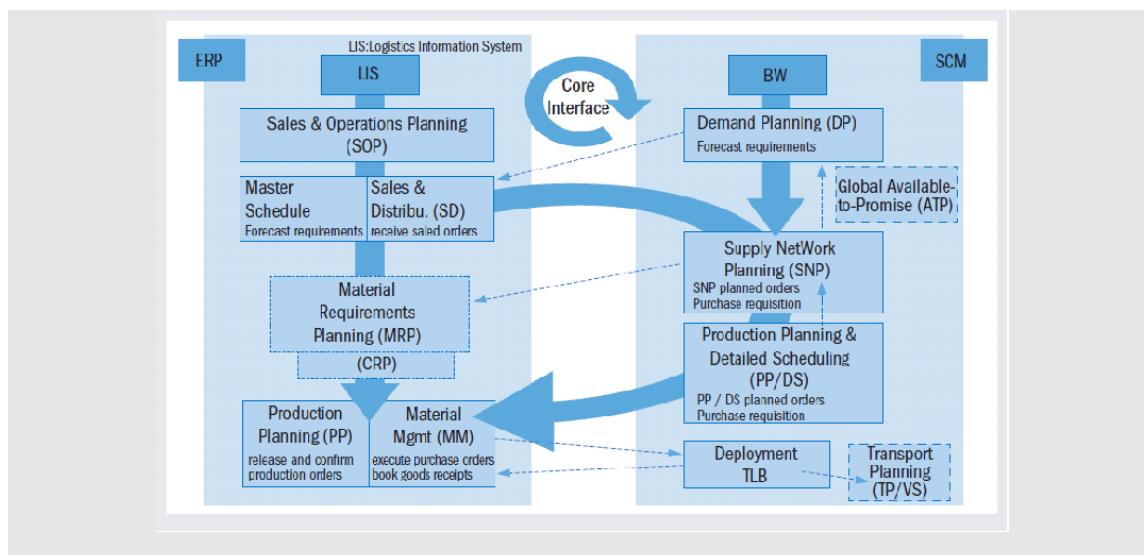 LIS:Logistics Information System
ERP
LIS
Sales & Operations Planning
(SOP)
Master
Schedule
Forecast requirements
Sales &
Distribu. (SD)
receive saled orders
Material
Requirements
Planning (MRP)
(CRP)
Production
Planning (PP)
release and confirm
production orders
Material
Mgmt (MM)
execute purchase orders
book goods receipts
Core
Interface
SCM
BW
Demand Planning (DP)
Forecast requirements
Global Available-
to-Promise (ATP)
Supply NetWork
Planning (SNP)
SNP planned orders
Purchase requisition
Production Planning &
Detailed Scheduling
(PP/DS)
PP / DS planned orders
Purchase requisition
Deployment
TLB
Transport
Planning
(TP/VS)